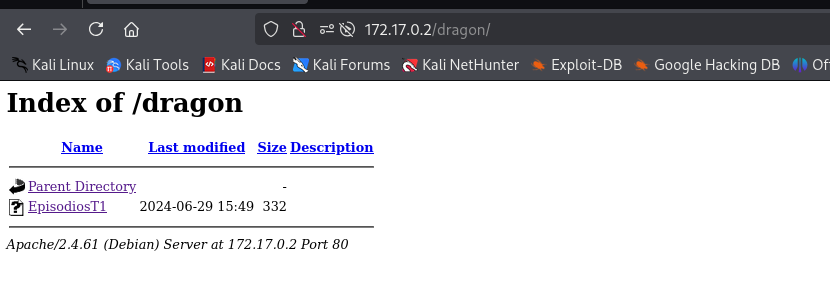 172.17.0.2/dragon/
Kali Linux Kali Tools Kali Docs Kali Forums Kali NetHunter Exploit-DB Google Hacking DB Of
Index of /dragon
Name Last modified Size Description
Parent Directory -
EpisodiosT1 2024-06-29 15:49 332
Apache/2.4.61 (Debian) Server at 172.17.0.2 Port 80